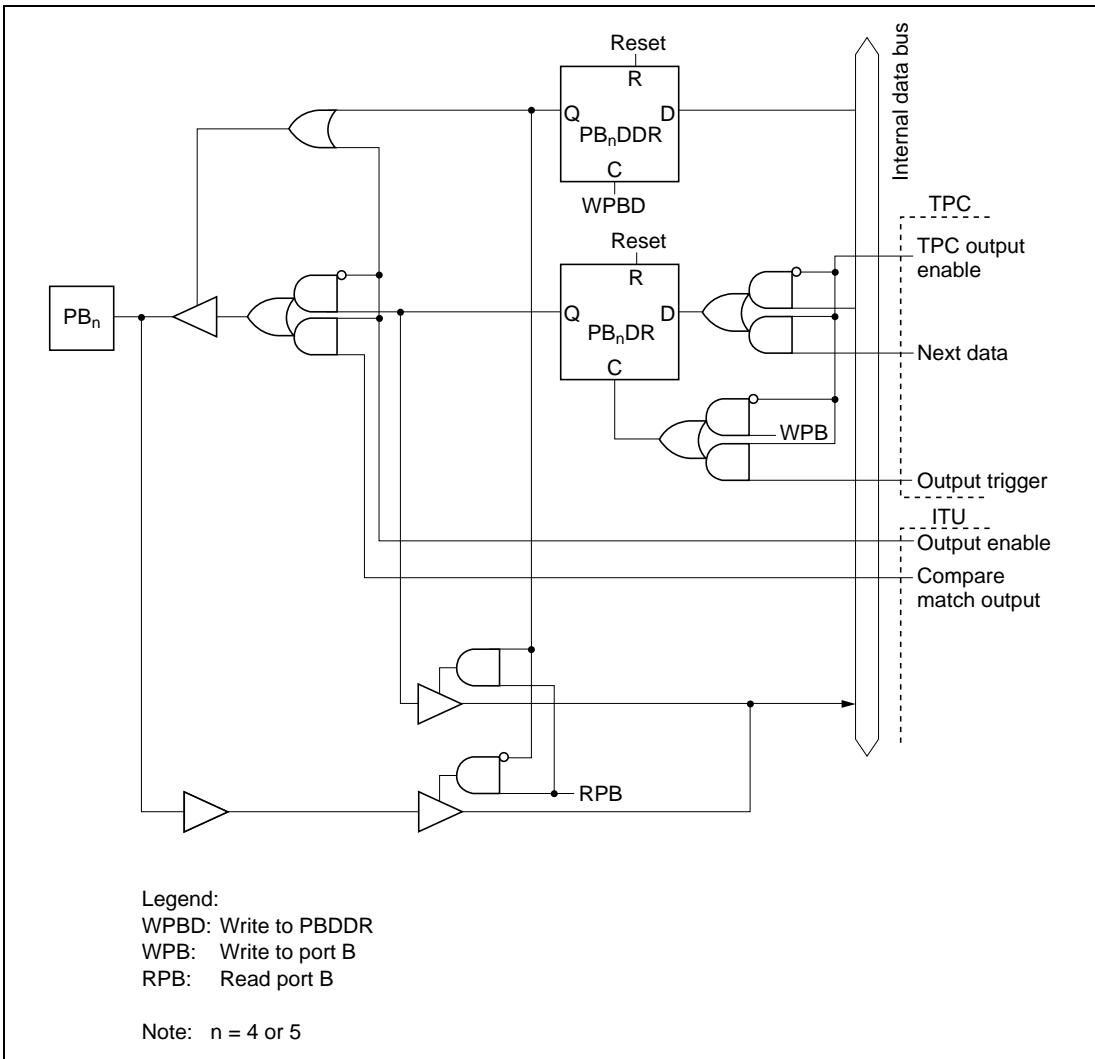 Reset
R
Q
D
PBnDDR
C
WPBD
Internal data bus
TPC
TPC output
enable
Reset
R
Q
D
PBnDR
C
PBn
Next data
WPB
Output trigger
ITU
Output enable
Compare
match output
RPB
Legend:
WPBD: Write to PBDDR
WPB: Write to port B
RPB: Read port B
Note: n = 4 or 5